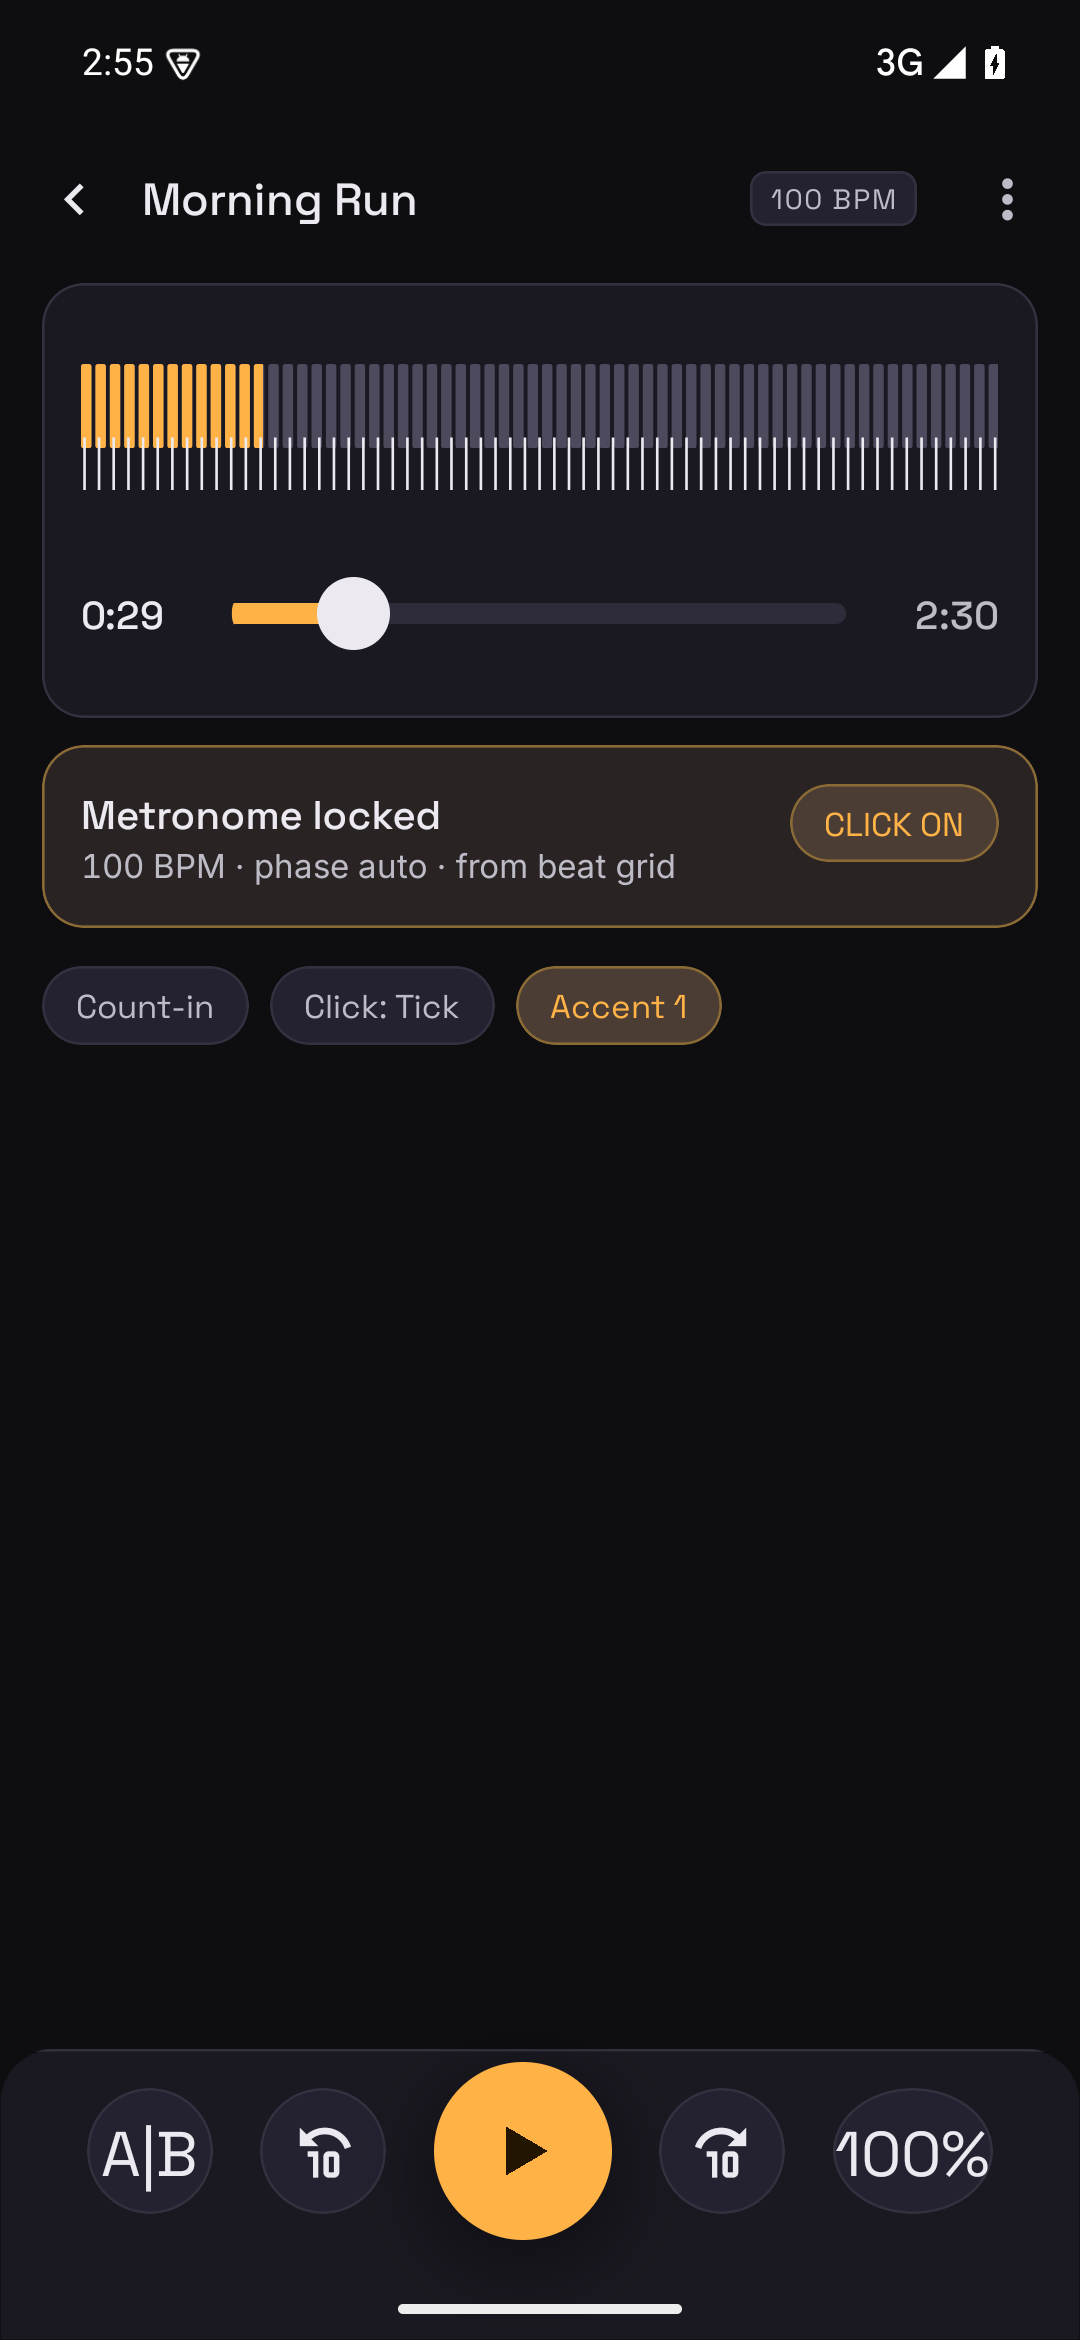 2:55
3G
Morning Run
100 BPM
0:29
2:30
Metronome locked
CLICK ON
100 BPM · phase auto · from beat grid
Count-in
Click: Tick
Accent 1
A|B
10
10
100%